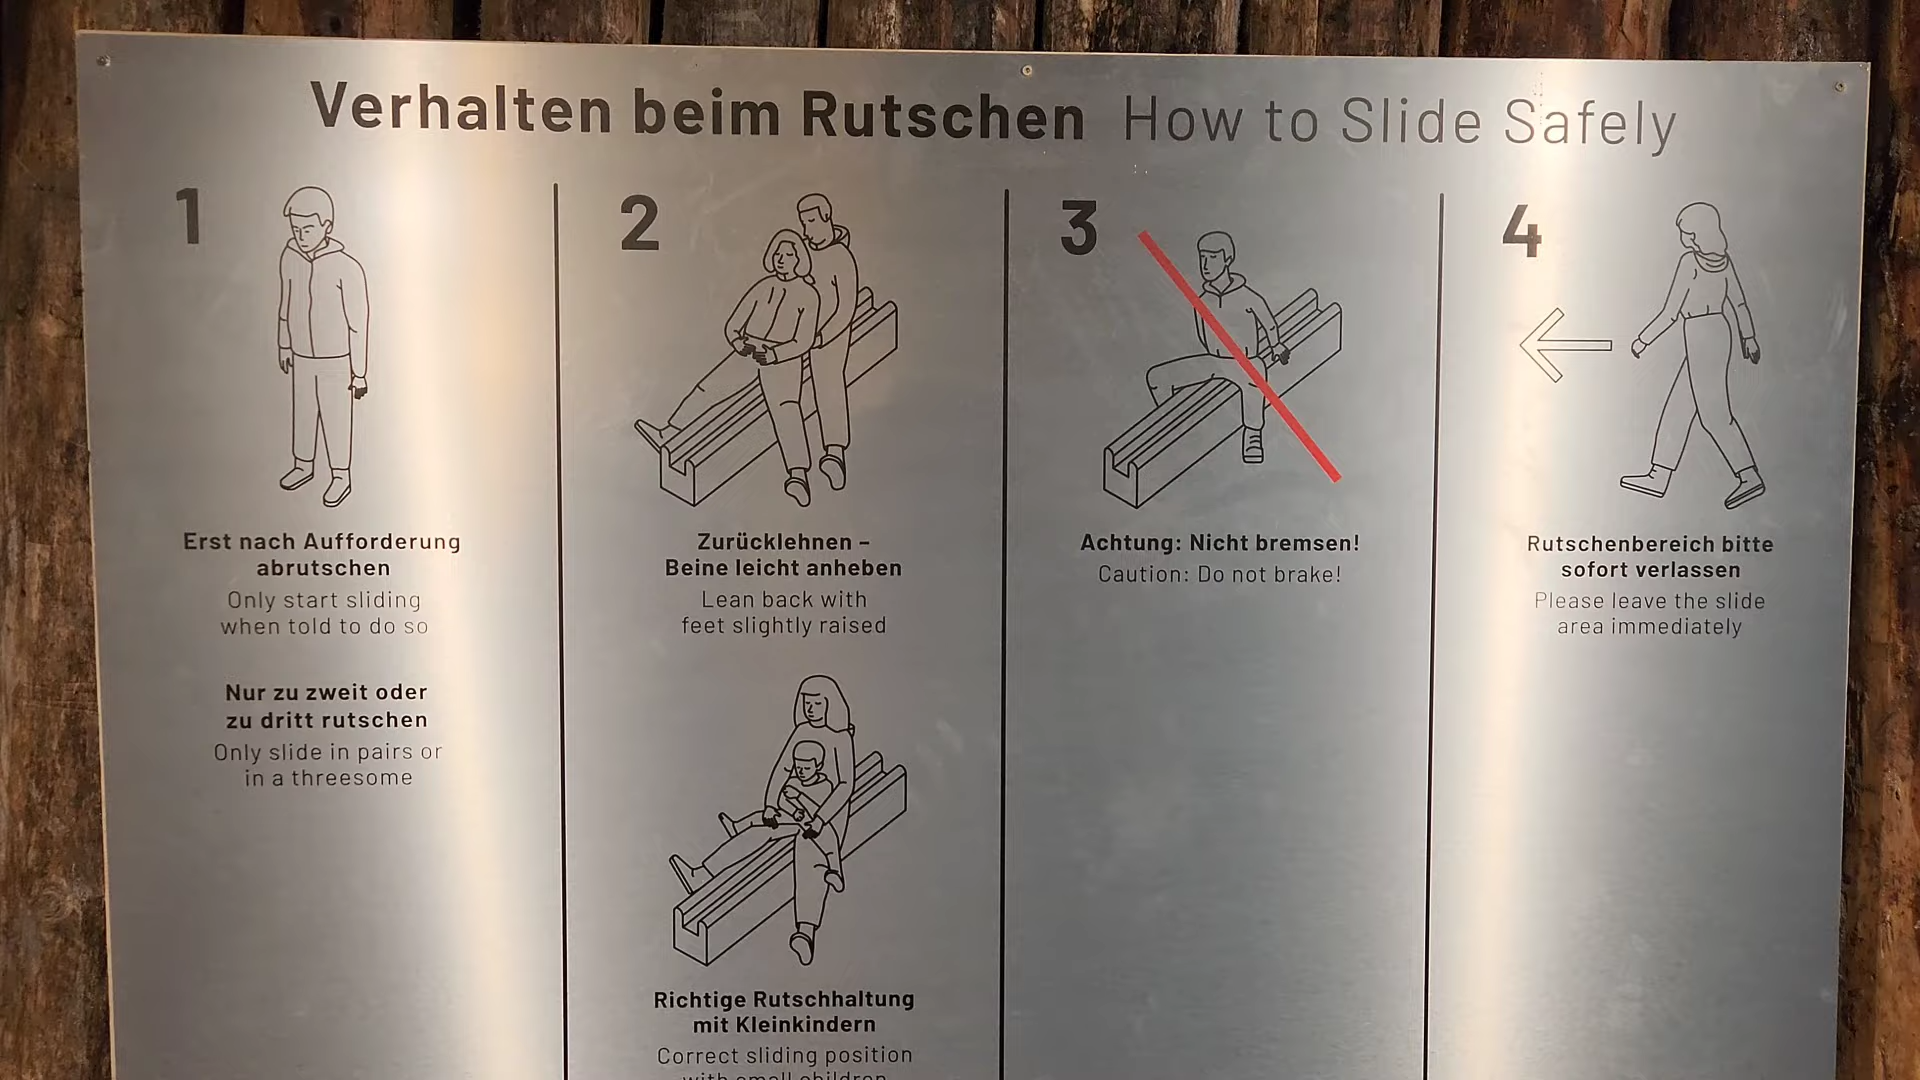 Verhalten beim Rutschen How to Slide Safely
1
Erst nach Aufforderung
abrutschen
Only start sliding
when told to do so
Nur zu zweit oder
zu dritt rutschen
Only slide in pairs or
in a threesome
2
Zurücklehnen –
Beine leicht anheben
Lean back with
feet slightly raised
Richtige Rutschhaltung
mit Kleinkindern
Correct sliding position
with small children
3
Achtung: Nicht bremsen!
Caution: Do not brake!
4
Rutschenbereich bitte
sofort verlassen
Please leave the slide
area immediately